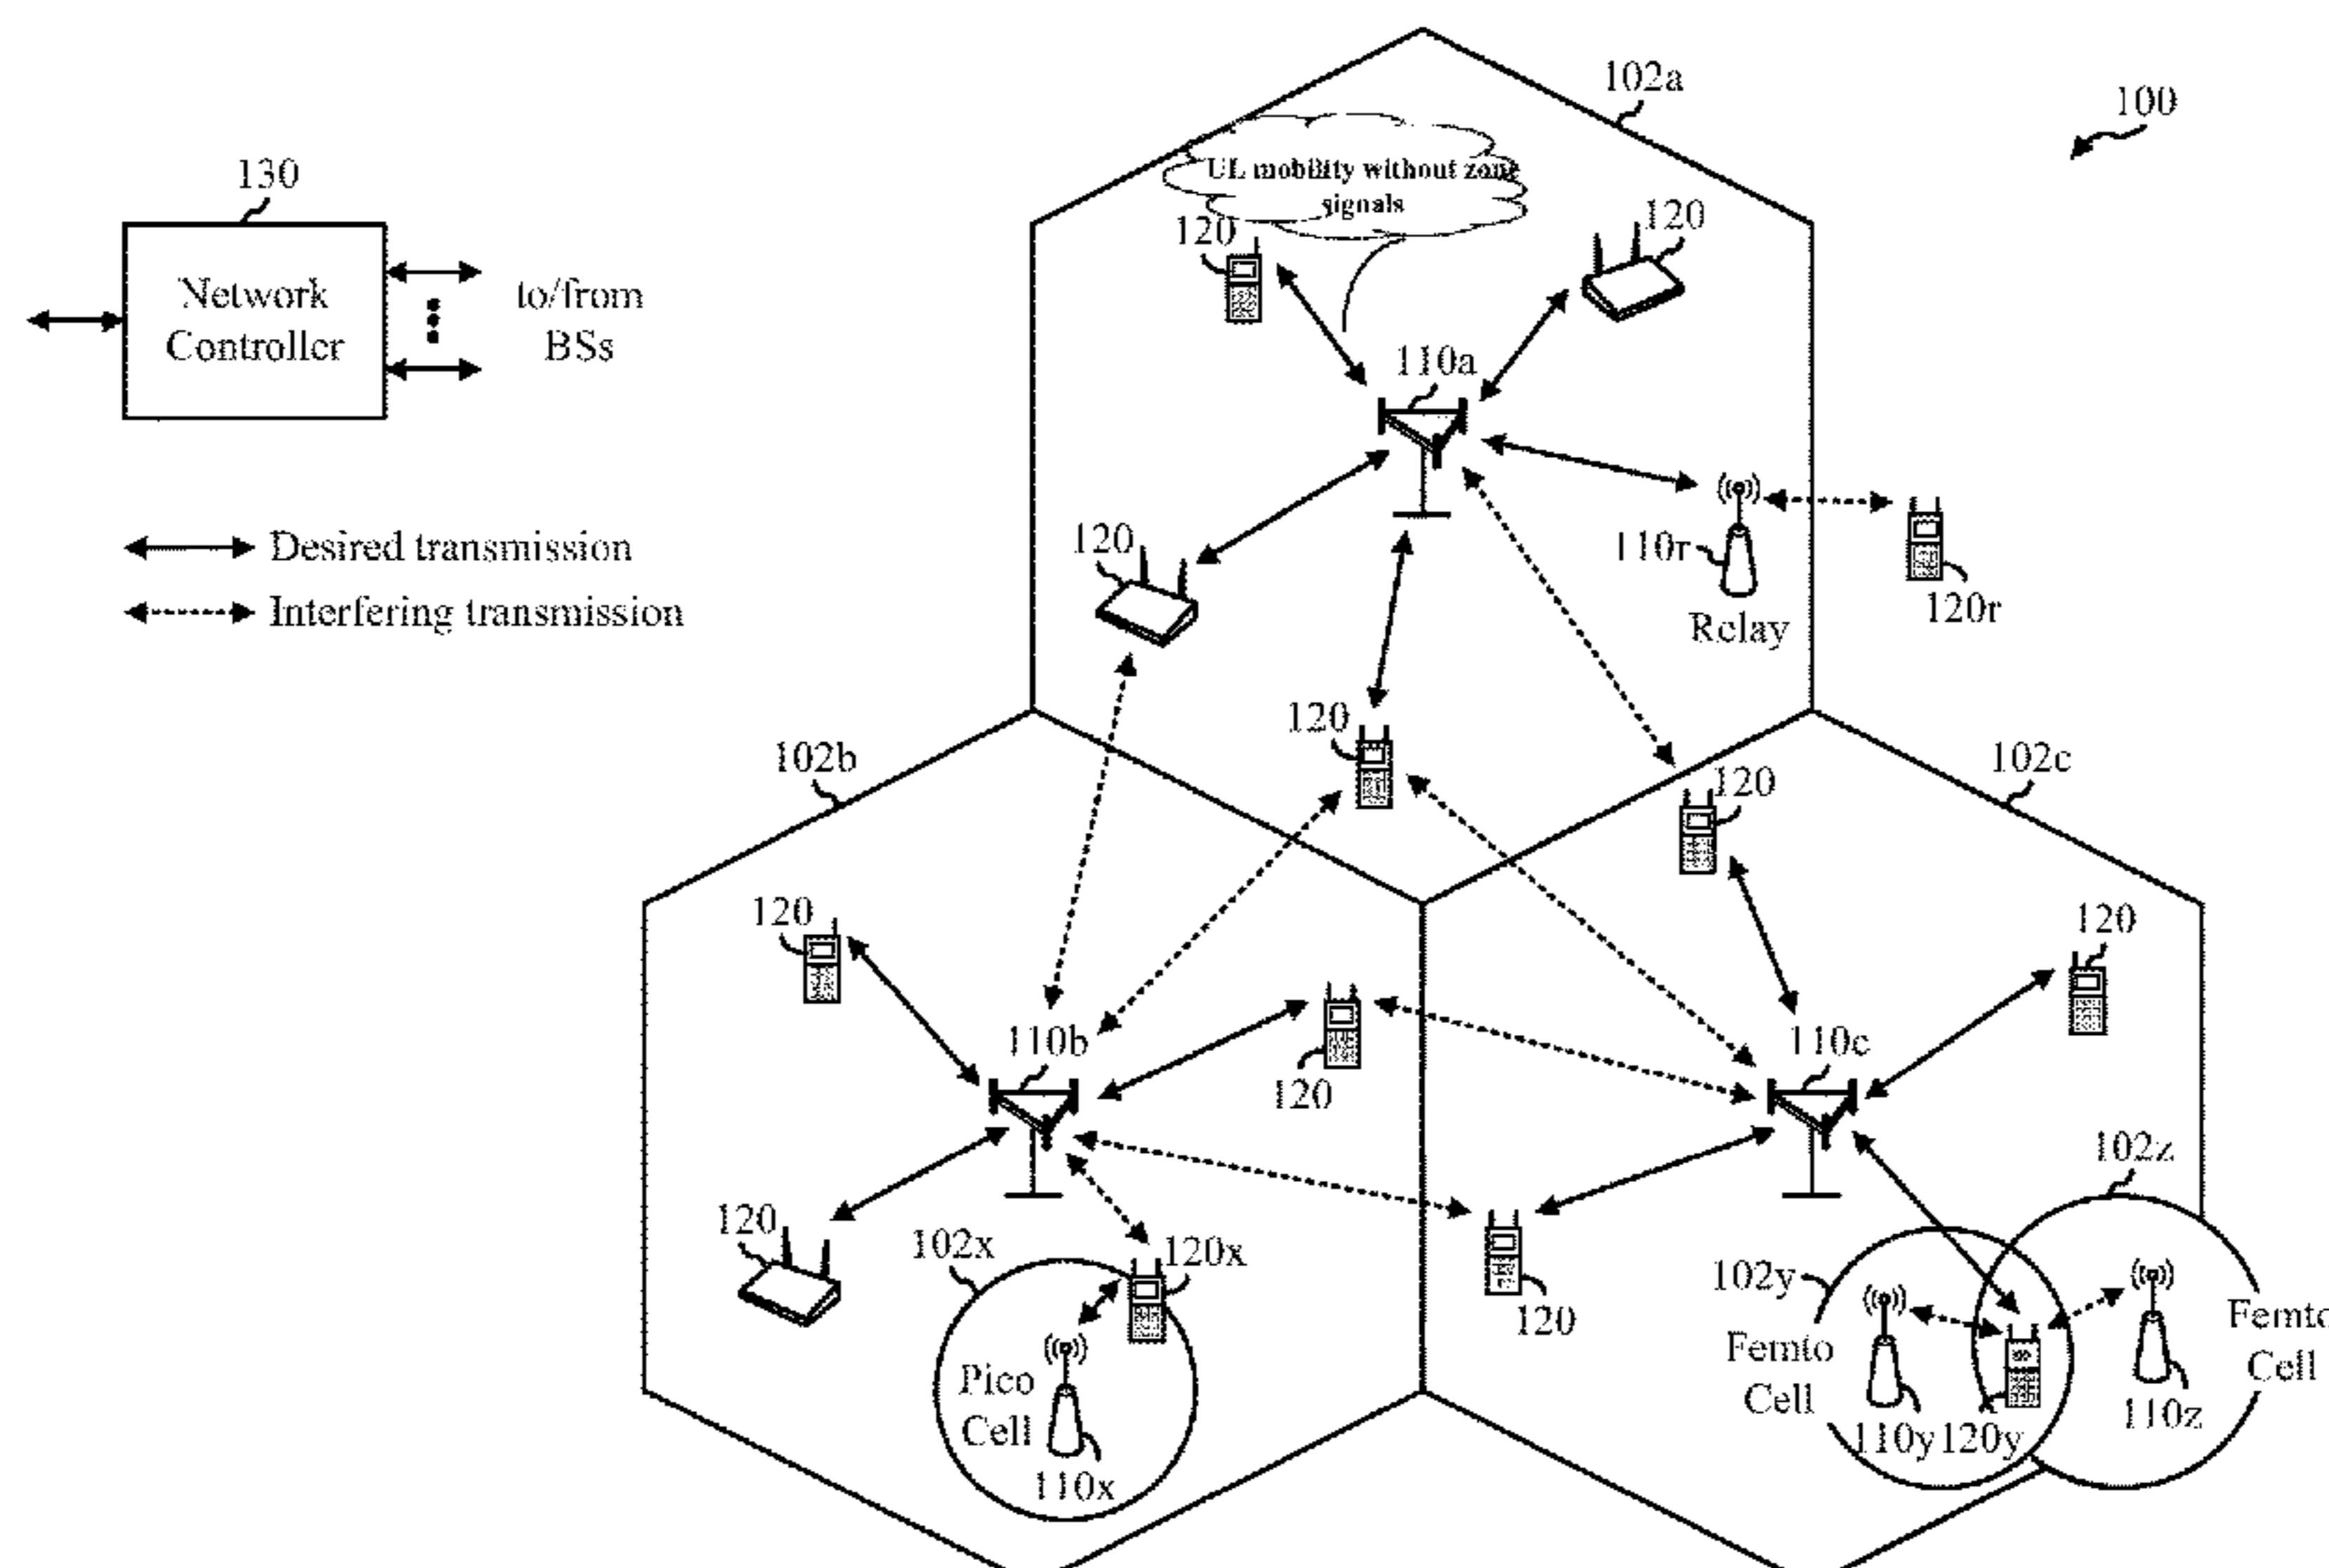 102a
100
UL mobility without zone
signals
130
Network
Controller
to/from
BSs
120
120
110a
Desired transmission
Interfering transmission
120
110r
Relay
120r
120
102b
102c
120
120
120
110b
120
110c
102z
120
102x
120x
102y
120
Femto
Cell
Femto
Cell
Pico
Cell
110x
110y
120y
110z